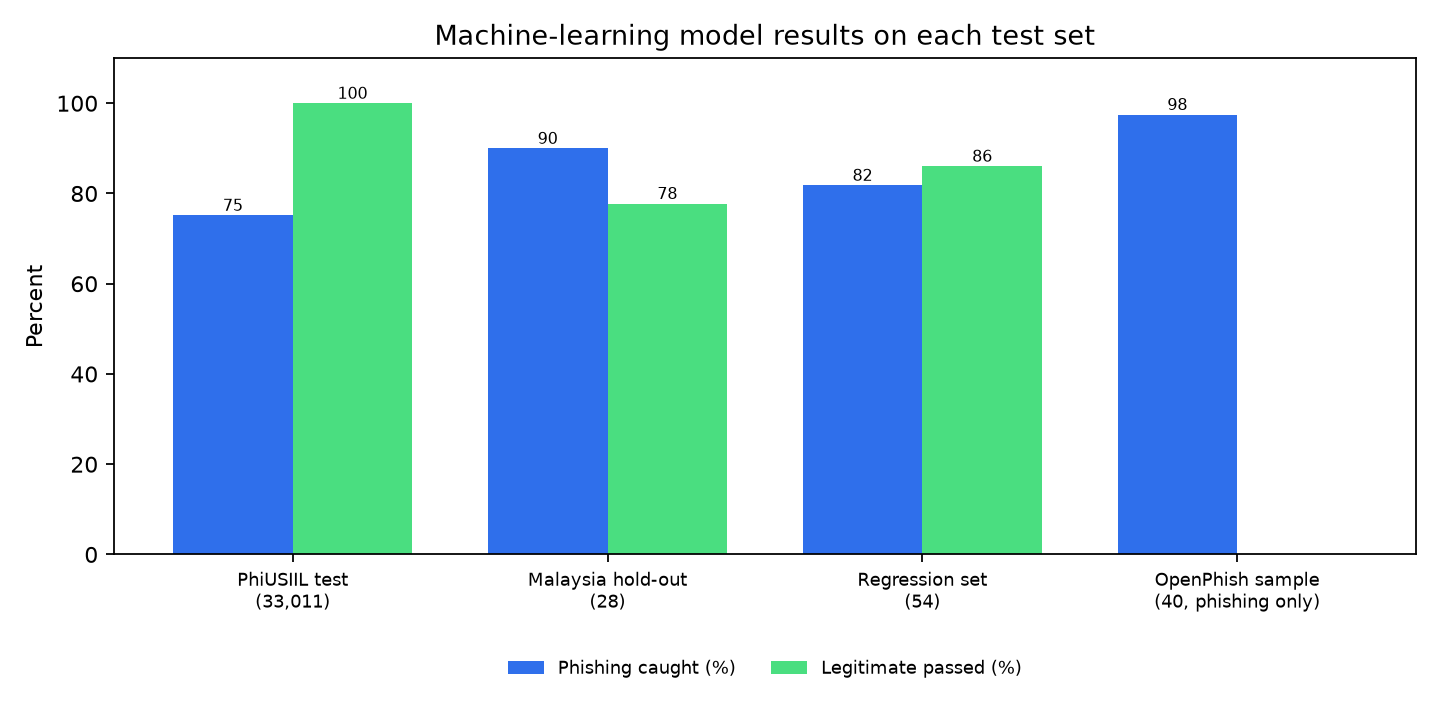 Machine-learning model results on each test set
Percent
100
80
60
40
20
0
75
100
90
78
82
86
98
PhiUSIIL test
(33,011)
Malaysia hold-out
(28)
Regression set
(54)
OpenPhish sample
(40, phishing only)
Phishing caught (%)
Legitimate passed (%)